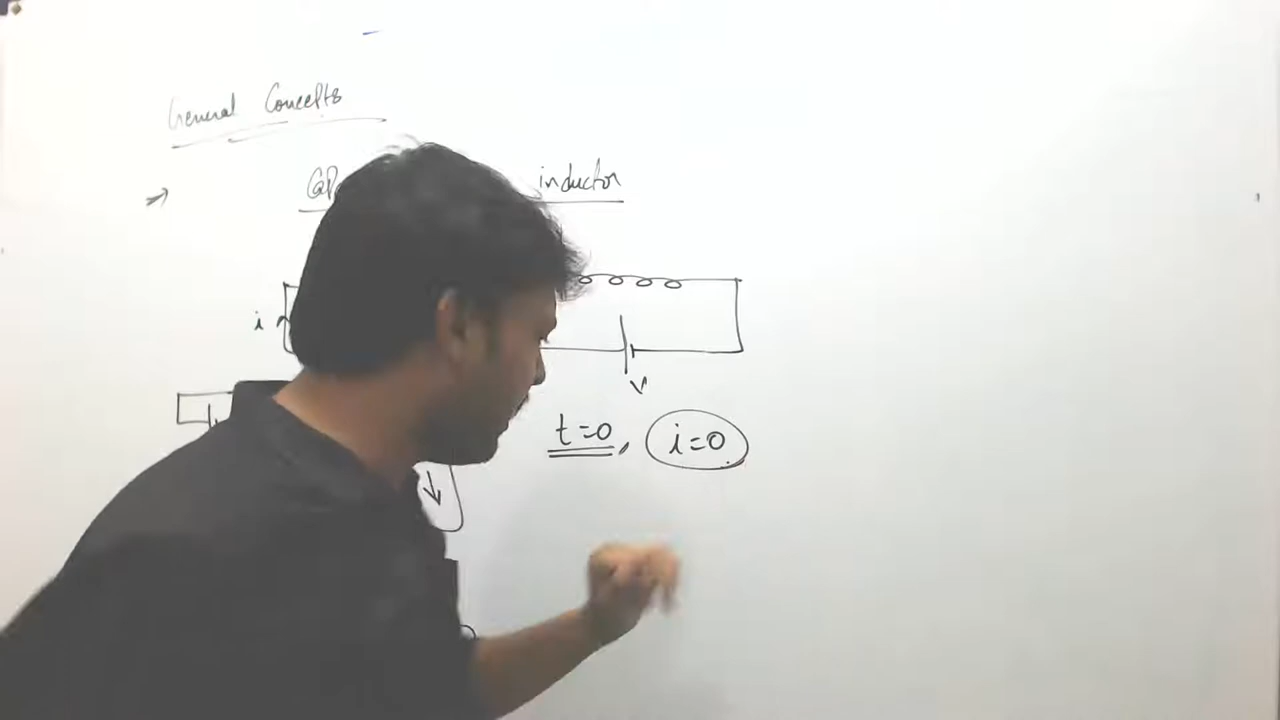 General Concepts
inductor
i
V
t=0, i=0